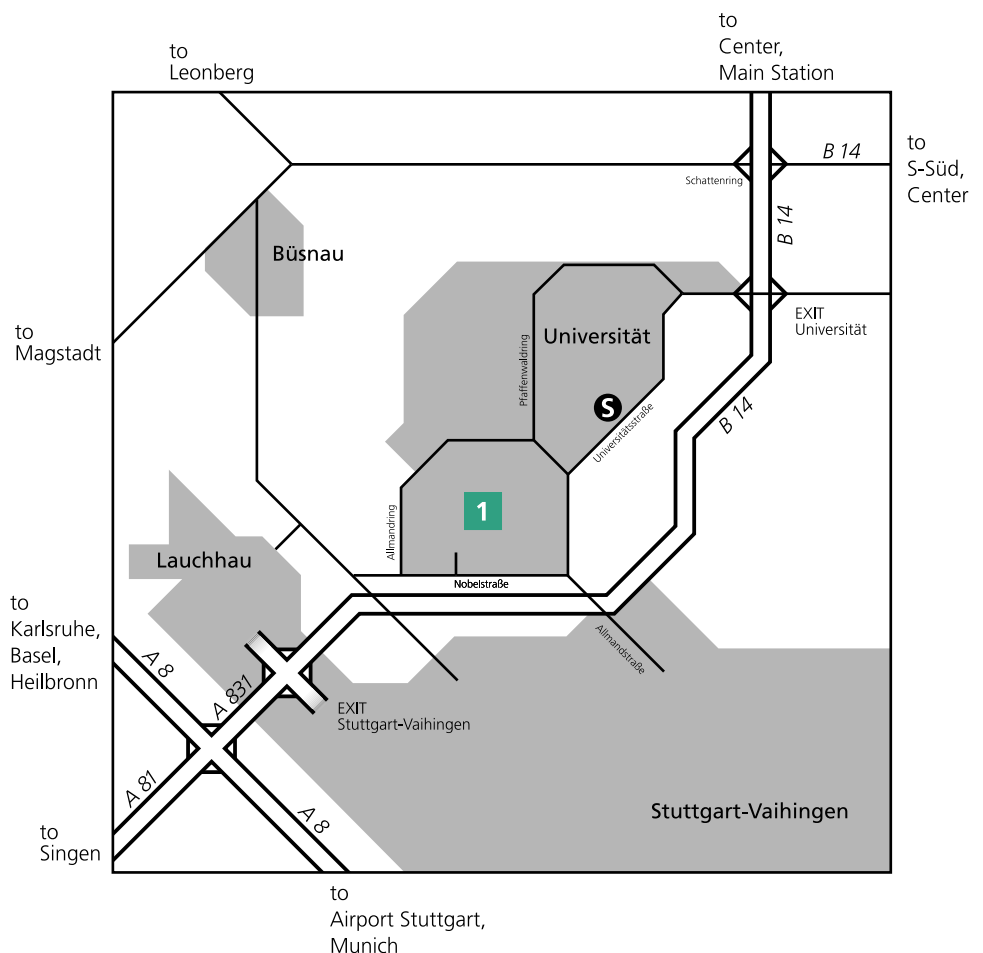 to
Center,
Main Station
to
Leonberg
B 14
to
S-Süd,
Center
Schattenring
B 14
Büsnau
EXIT
Universität
to
Magstadt
Universität
Pfaffenwaldring
S
Universitätsstraße
B 14
1
Allmandring
Lauchhau
Nobelstraße
to
Karlsruhe,
Basel,
Heilbronn
A 8
Allmandstraße
A 831
EXIT
Stuttgart-Vaihingen
A 81
A 8
Stuttgart-Vaihingen
to
Singen
to
Airport Stuttgart,
Munich